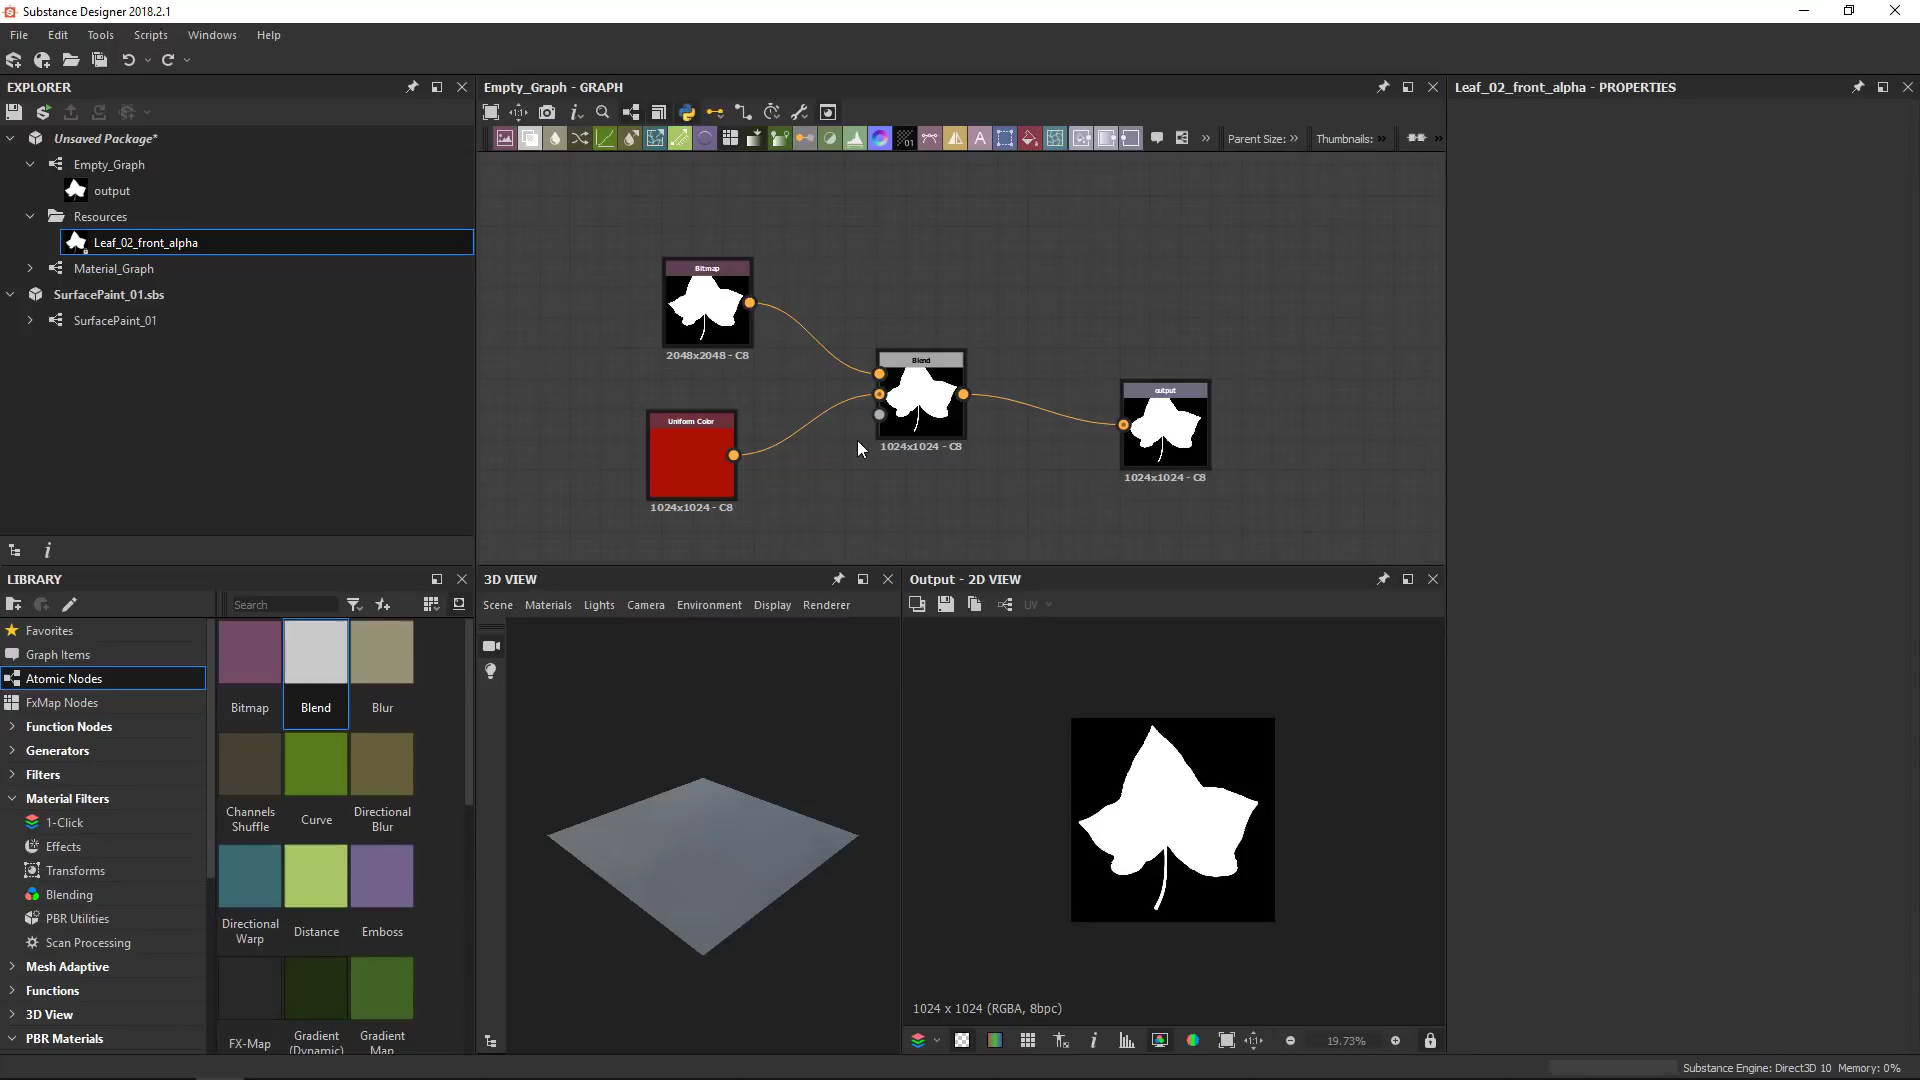 Substance Designer 2018.2.1
File Edit Tools Scripts Windows Help
EXPLORER
Unsaved Package*
Empty_Graph
output
Resources
Leaf_02_front_alpha
Material_Graph
SurfacePaint_01.sbs
SurfacePaint_01
Empty_Graph - GRAPH
Parent Size: »
Thumbnails: »
Bitmap
2048x2048 - C8
Uniform Color
1024x1024 - C8
Blend
1024x1024 - C8
output
1024x1024 - C8
Leaf_02_front_alpha - PROPERTIES
LIBRARY
Search
Favorites
Graph Items
Atomic Nodes
FxMap Nodes
Function Nodes
Generators
Filters
Material Filters
1-Click
Effects
Transforms
Blending
PBR Utilities
Scan Processing
Mesh Adaptive
Functions
3D View
PBR Materials
Bitmap
Blend
Blur
Channels
Shuffle
Curve
Directional
Blur
Directional
Warp
Distance
Emboss
FX-Map
Gradient
(Dynamic)
Gradient
Map
3D VIEW
Scene Materials Lights Camera Environment Display Renderer
Output - 2D VIEW
UV
1024 x 1024 (RGBA, 8bpc)
19.73%
Substance Engine: Direct3D 10 Memory: 0%